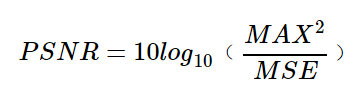 PSNR = 10log₁₀（MAX²/MSE）